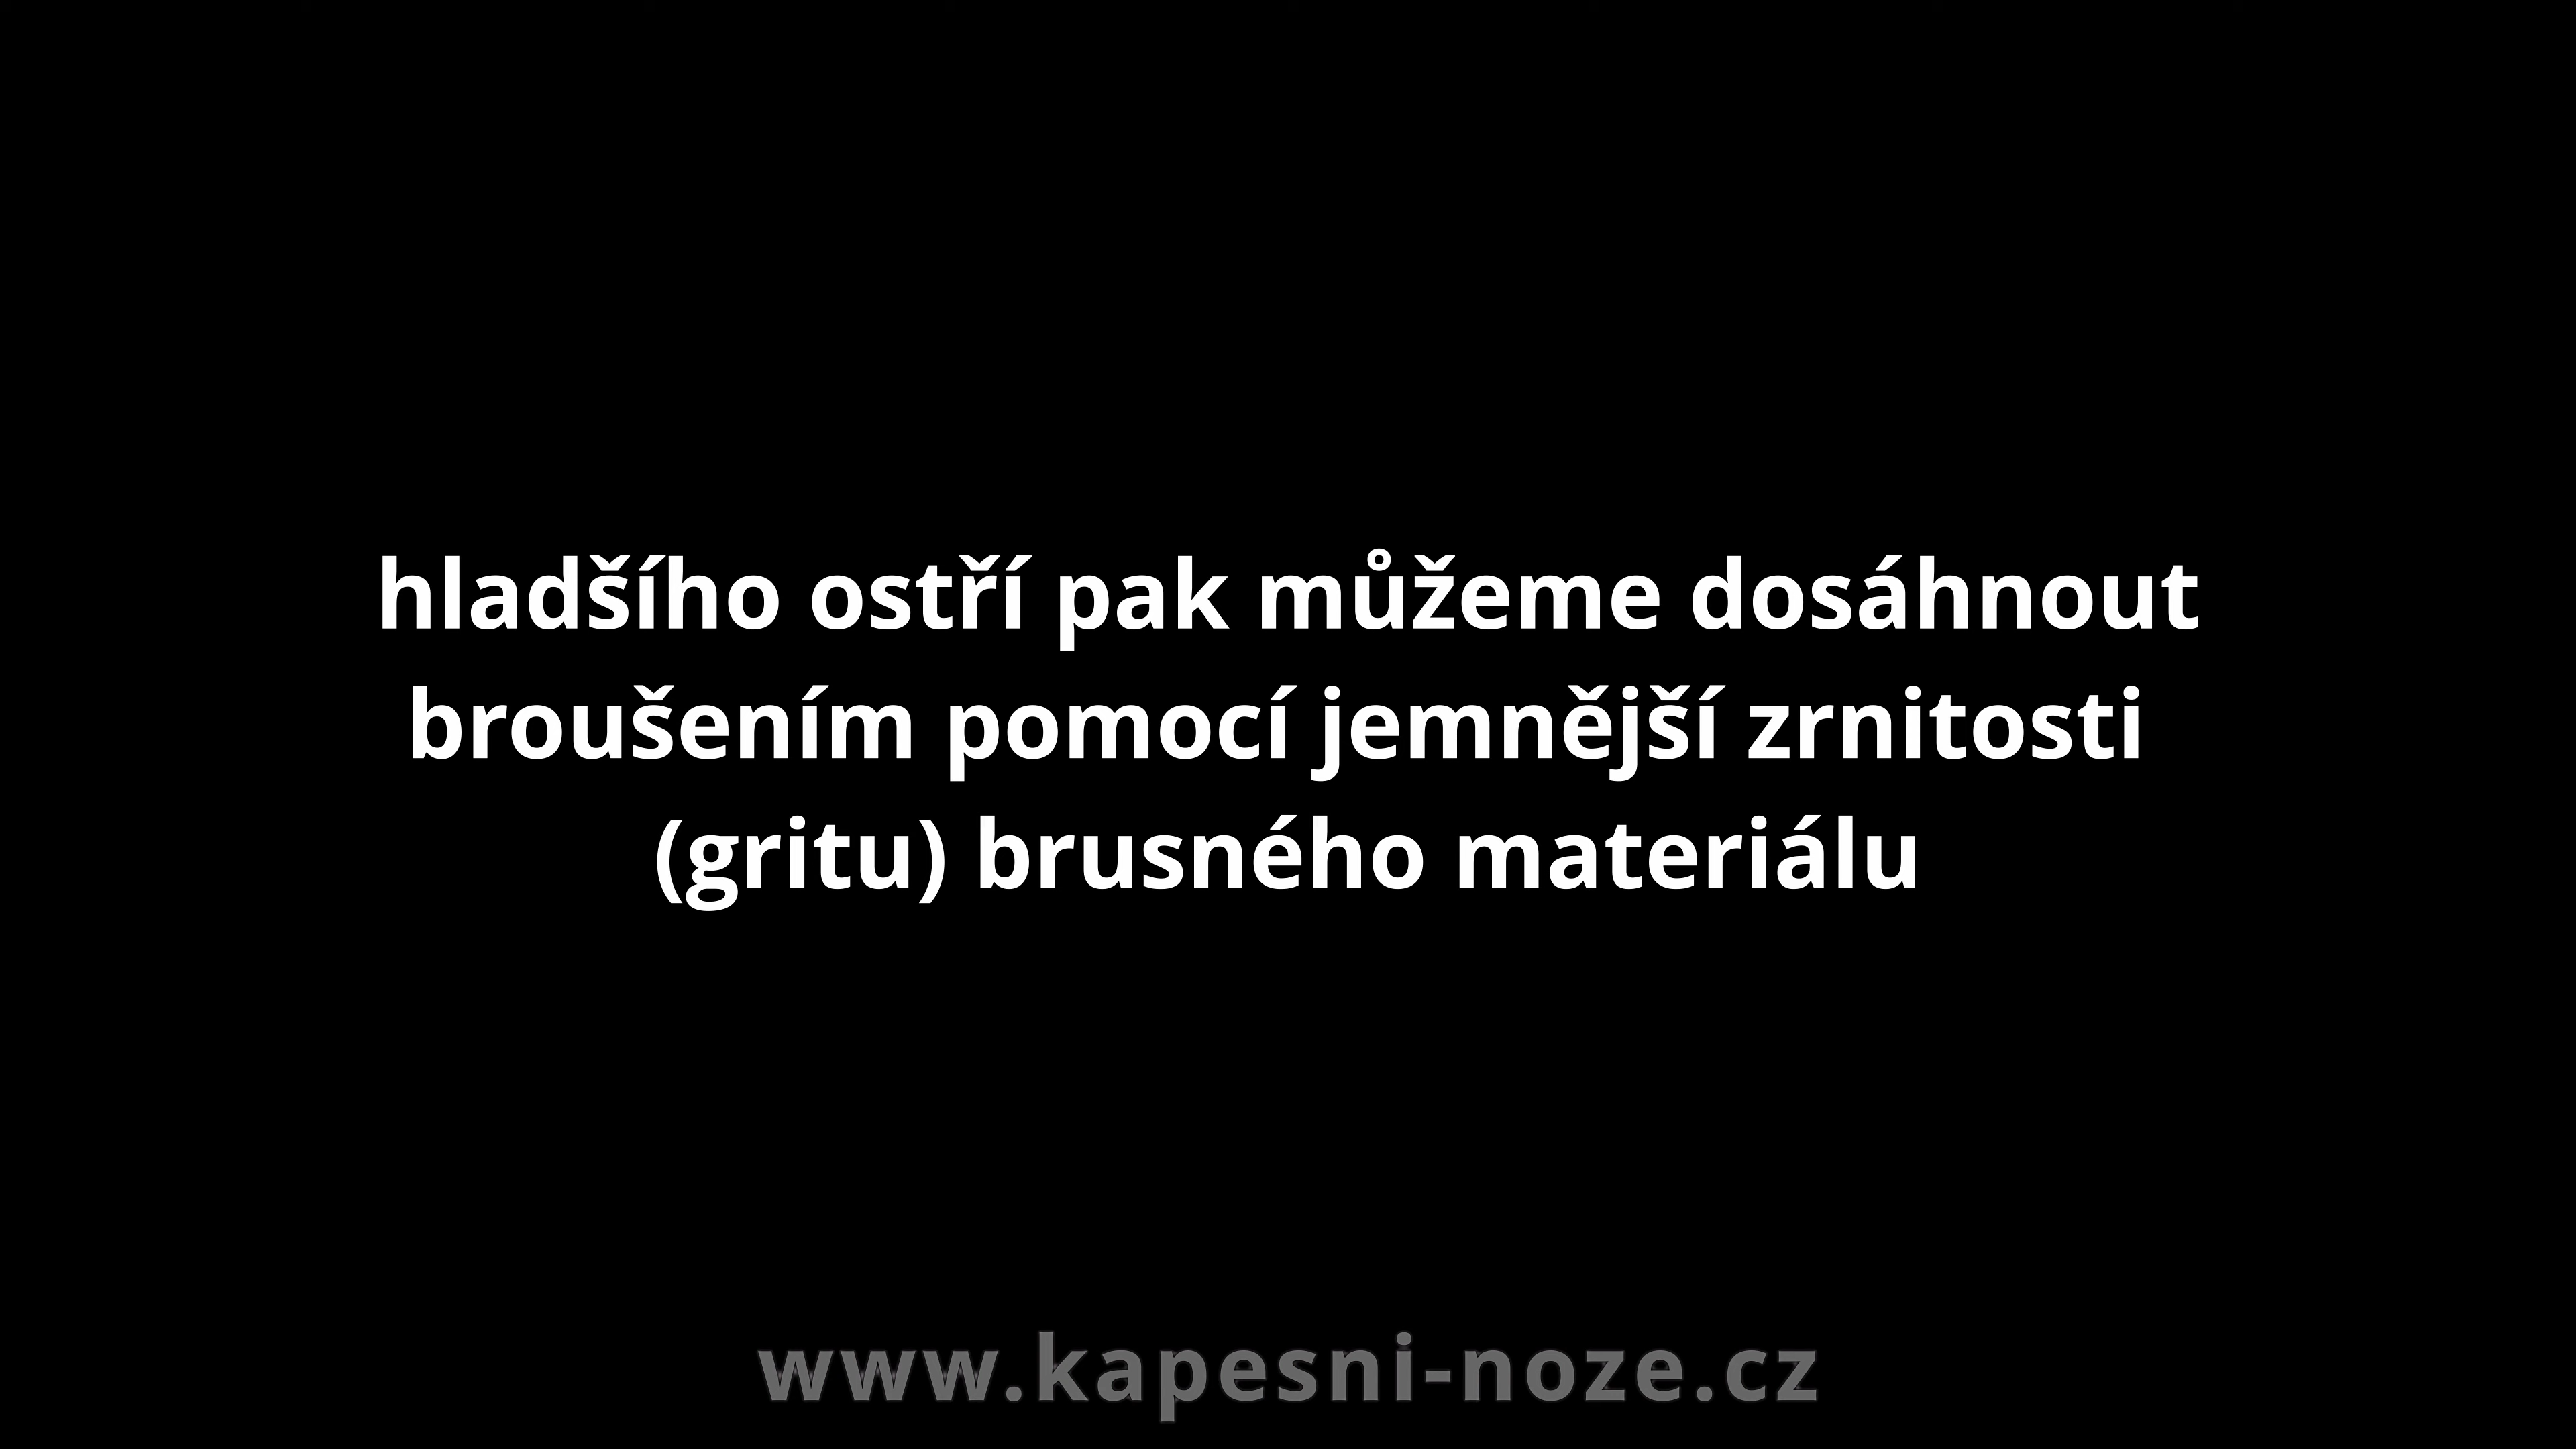 hladšího ostří pak můžeme dosáhnout
broušením pomocí jemnější zrnitosti
(gritu) brusného materiálu
www.kapesni-noze.cz